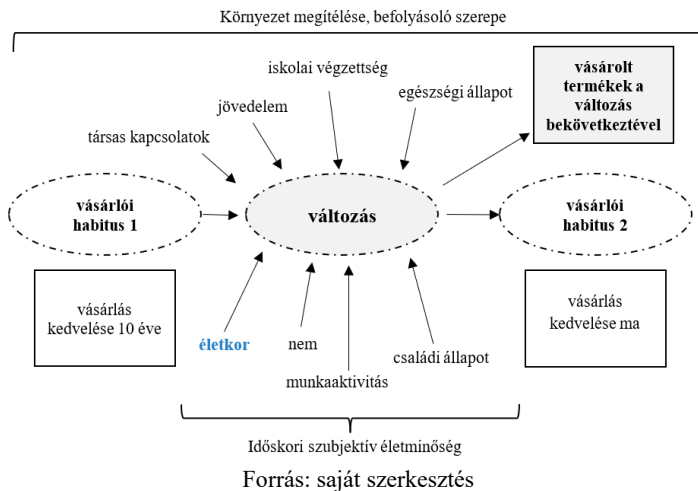 Környezet megítélése, befolyásoló szerepe
iskolai végzettség
egészségi állapot
jövedelem
társas kapcsolatok
vásárolt
termékek a
változás
bekövetkeztével
vásárlói
habitus 1
változás
vásárlói
habitus 2
vásárlás
kedvelése 10 éve
életkor
nem
munkaaktivitás
családi állapot
vásárlás
kedvelése ma
Időskori szubjektív életminőség
Forrás: saját szerkesztés